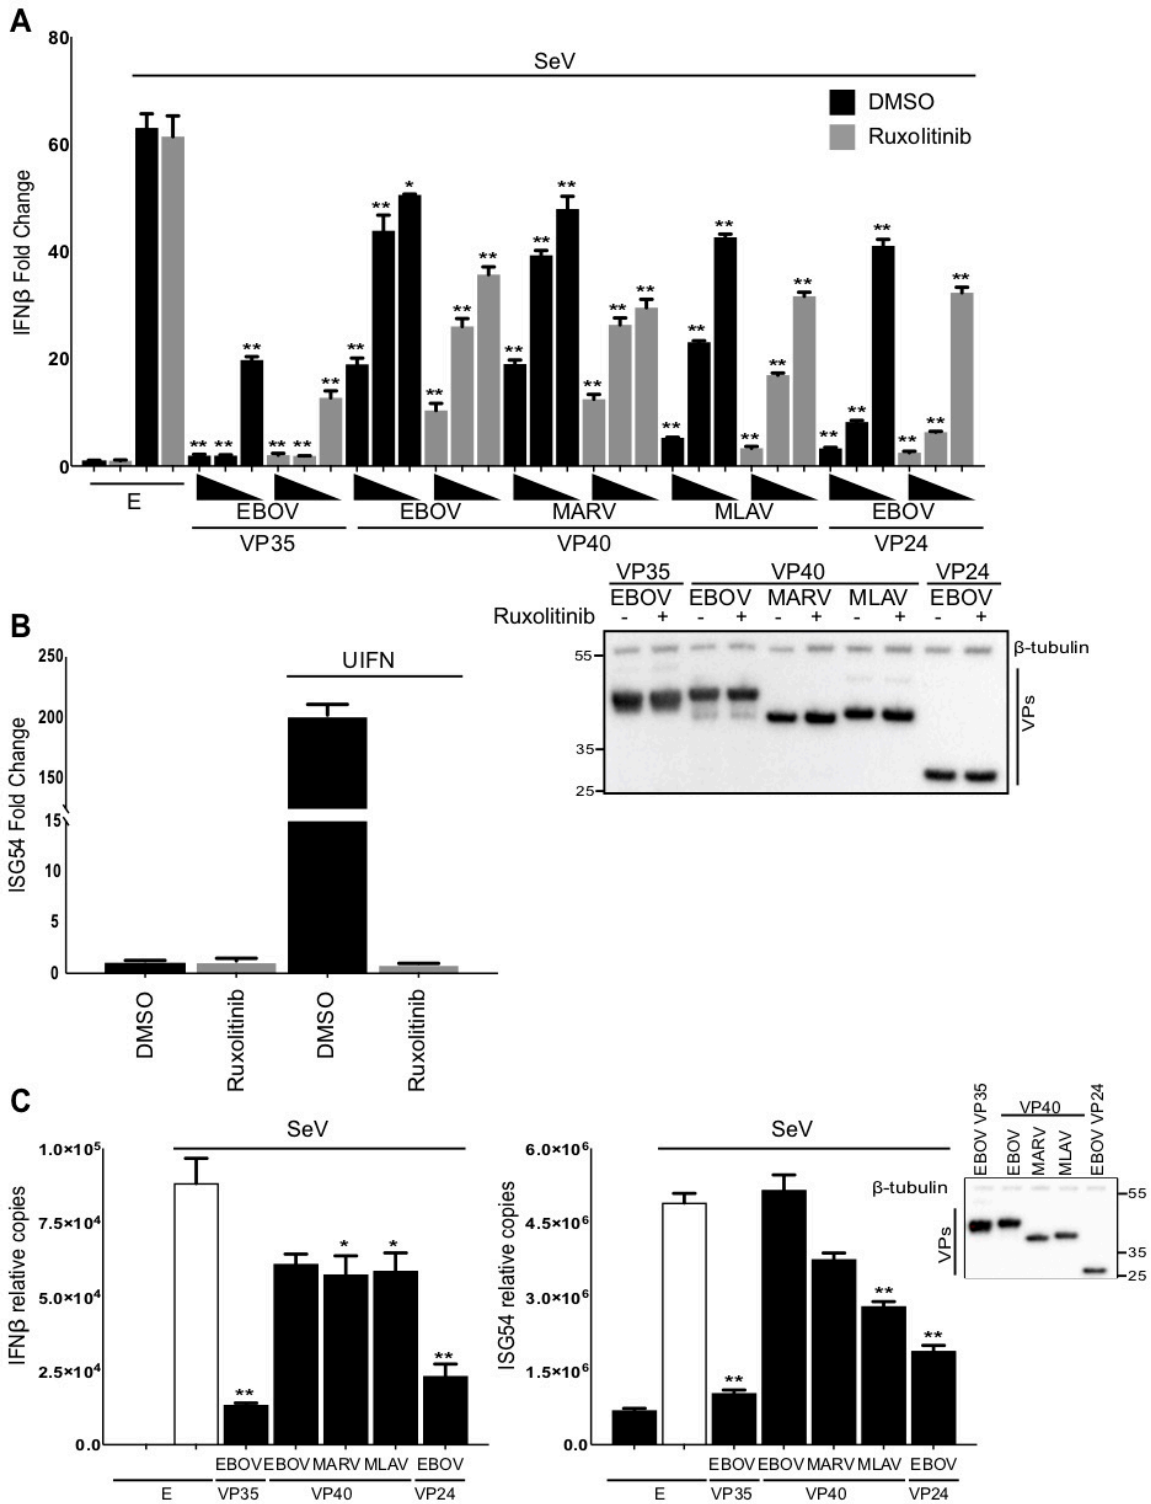 A
80
SeV
DMSO
Ruxolitinib
60
40
20
0
IFNβ Fold Change
** ** ** ** ** ** ** ** * ** ** ** ** ** ** ** ** ** ** ** ** ** ** ** ** ** ** ** ** **
E
EBOV EBOV MARV MLAV EBOV
VP35 VP40 VP24
VP35 VP40 VP24
EBOV EBOV MARV MLAV EBOV
Ruxolitinib - + - + - + - + - +
55
35
25
β-tubulin
VPs
B
250
200
150
15
10
5
0
ISG54 Fold Change
UIFN
DMSO
Ruxolitinib
DMSO
Ruxolitinib
C
SeV
1.0×10⁵
7.5×10⁴
5.0×10⁴
2.5×10⁴
0.0
IFNβ relative copies
** * * **
EBOV EBOV MARV MLAV EBOV
E VP35 VP40 VP24
SeV
6.0×10⁶
4.5×10⁶
3.0×10⁶
1.5×10⁶
0.0
ISG54 relative copies
** ** **
EBOV EBOV MARV MLAV EBOV
E VP35 VP40 VP24
EBOV VP35
VP40
EBOV
MARV
MLAV
EBOV VP24
β-tubulin
VPs
55
35
25